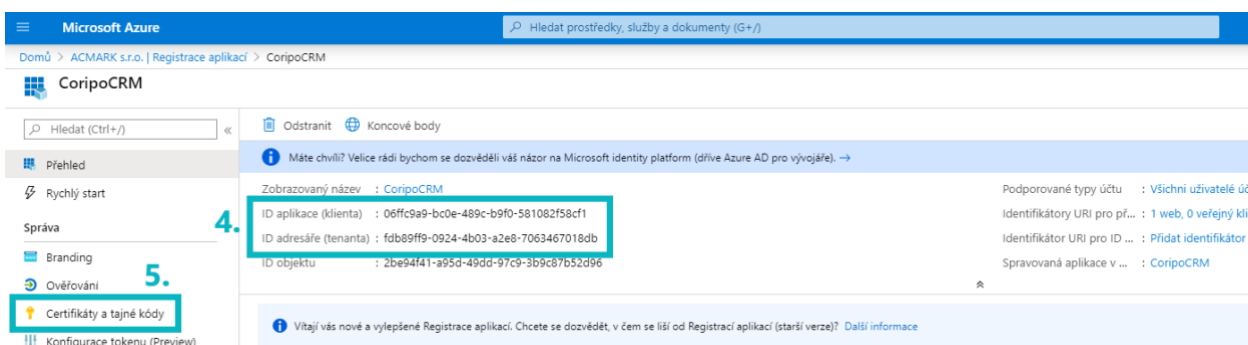 Microsoft Azure
Hledat prostředky, služby a dokumenty (G+/)
Domů > ACMARK s.r.o. | Registrace aplikací > CoripoCRM
CoripoCRM
Hledat (Ctrl+/)
«
Odstranit
Koncové body
Přehled
Máte chvíli? Velice rádi bychom se dozvěděli váš názor na Microsoft identity platform (dříve Azure AD pro vývojáře). →
Rychlý start
Zobrazovaný název : CoripoCRM
Podporované typy účtu : Všichni uživatelé úč
4.
ID aplikace (klienta) : 06ffc9a9-bc0e-489c-b9f0-581082f58cf1
Identifikátory URI pro př... : 1 web, 0 veřejný kli
Správa
ID adresáře (tenanta) : fdb89ff9-0924-4b03-a2e8-7063467018db
Identifikátor URI pro ID ... : Přidat identifikátor
Branding
ID objektu : 2be94f41-a95d-49dd-97c9-3b9c87b52d96
Spravovaná aplikace v ... : CoripoCRM
5.
Ověřování
Certifikáty a tajné kódy
Vítají vás nové a vylepšené Registrace aplikací. Chcete se dozvědět, v čem se liší od Registrací aplikací (starší verze)? Další informace
Konfigurace tokenu (Preview)